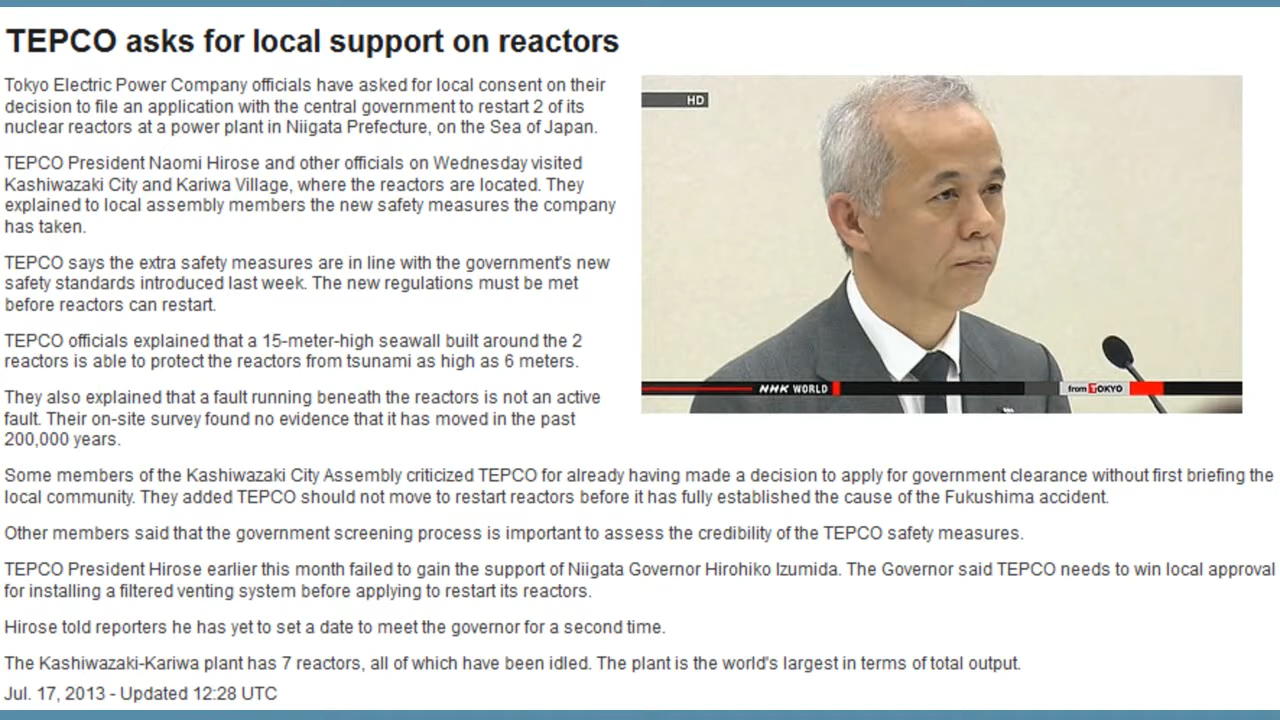 TEPCO asks for local support on reactors
Tokyo Electric Power Company officials have asked for local consent on their
decision to file an application with the central government to restart 2 of its
nuclear reactors at a power plant in Niigata Prefecture, on the Sea of Japan.
TEPCO President Naomi Hirose and other officials on Wednesday visited
Kashiwazaki City and Kariwa Village, where the reactors are located. They
explained to local assembly members the new safety measures the company
has taken.
TEPCO says the extra safety measures are in line with the government's new
safety standards introduced last week. The new regulations must be met
before reactors can restart.
TEPCO officials explained that a 15-meter-high seawall built around the 2
reactors is able to protect the reactors from tsunami as high as 6 meters.
They also explained that a fault running beneath the reactors is not an active
fault. Their on-site survey found no evidence that it has moved in the past
200,000 years.
HD
NHK WORLD
from TOKYO
Some members of the Kashiwazaki City Assembly criticized TEPCO for already having made a decision to apply for government clearance without first briefing the
local community. They added TEPCO should not move to restart reactors before it has fully established the cause of the Fukushima accident.
Other members said that the government screening process is important to assess the credibility of the TEPCO safety measures.
TEPCO President Hirose earlier this month failed to gain the support of Niigata Governor Hirohiko Izumida. The Governor said TEPCO needs to win local approval
for installing a filtered venting system before applying to restart its reactors.
Hirose told reporters he has yet to set a date to meet the governor for a second time.
The Kashiwazaki-Kariwa plant has 7 reactors, all of which have been idled. The plant is the world's largest in terms of total output.
Jul. 17, 2013 - Updated 12:28 UTC